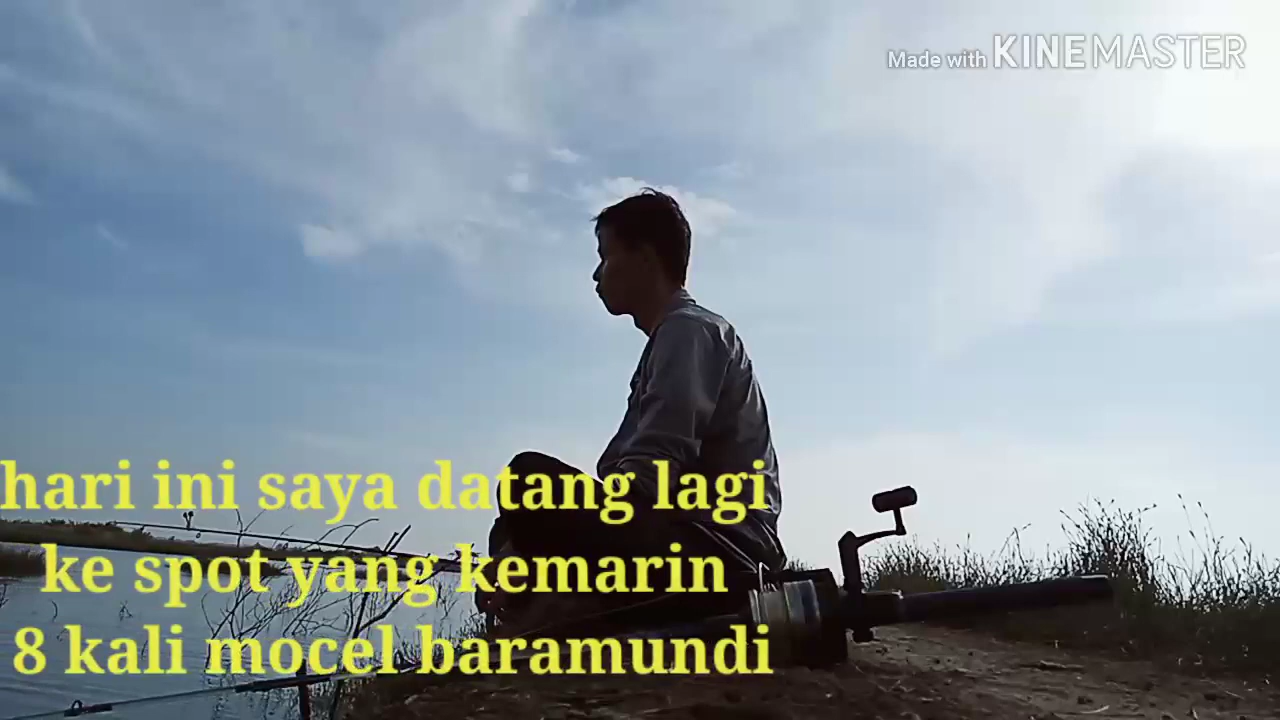 Made with KINEMASTER
hari ini saya datang lagi
ke spot yang kemarin
8 kali mocel baramundi